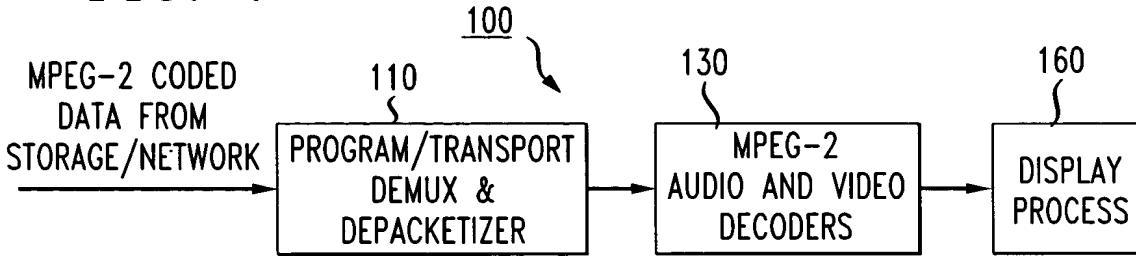 100
MPEG-2 CODED
DATA FROM
STORAGE/NETWORK
110
PROGRAM/TRANSPORT
DEMUX &
DEPACKETIZER
130
MPEG-2
AUDIO AND VIDEO
DECODERS
160
DISPLAY
PROCESS